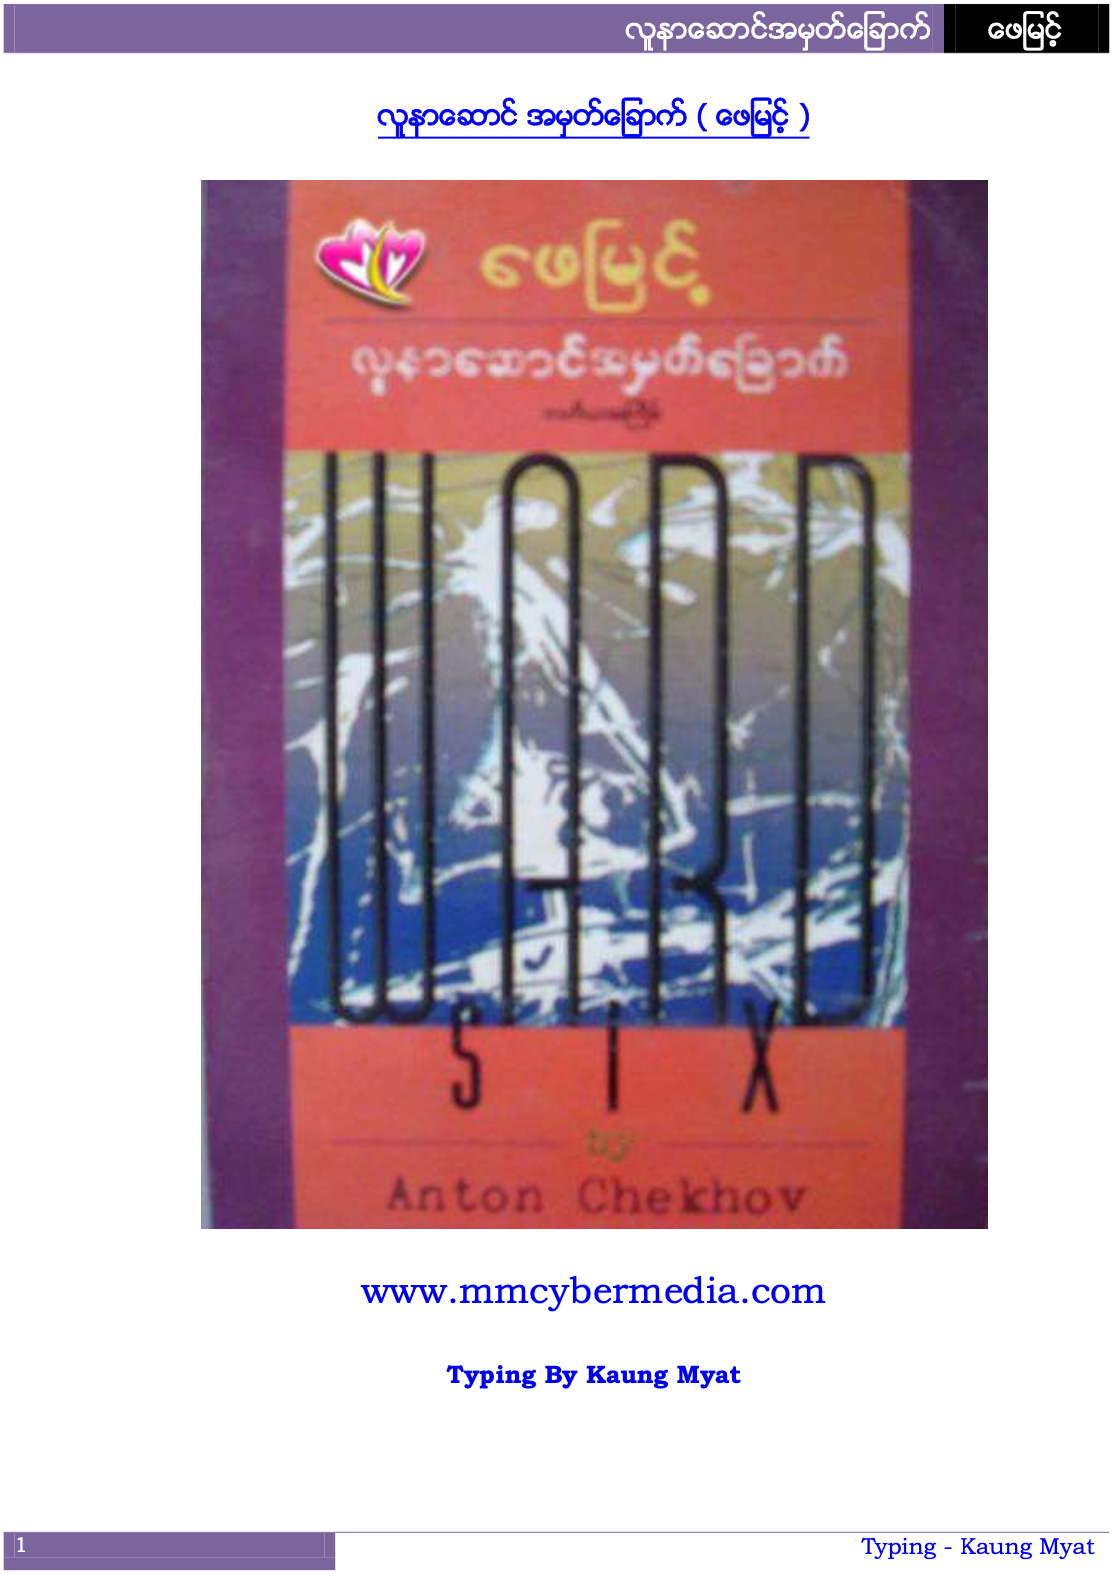 လူနာဆောင်အမှတ်ခြောက် ဖေမြင့်
လူနာဆောင် အမှတ်ခြောက် ( ဖေမြင့် )
ဖေမြင့်
လူနာဆောင်အမှတ်ခြောက်
WARD
SIX
by
Anton Chekhov
www.mmcybermedia.com
Typing By Kaung Myat
1 Typing - Kaung Myat